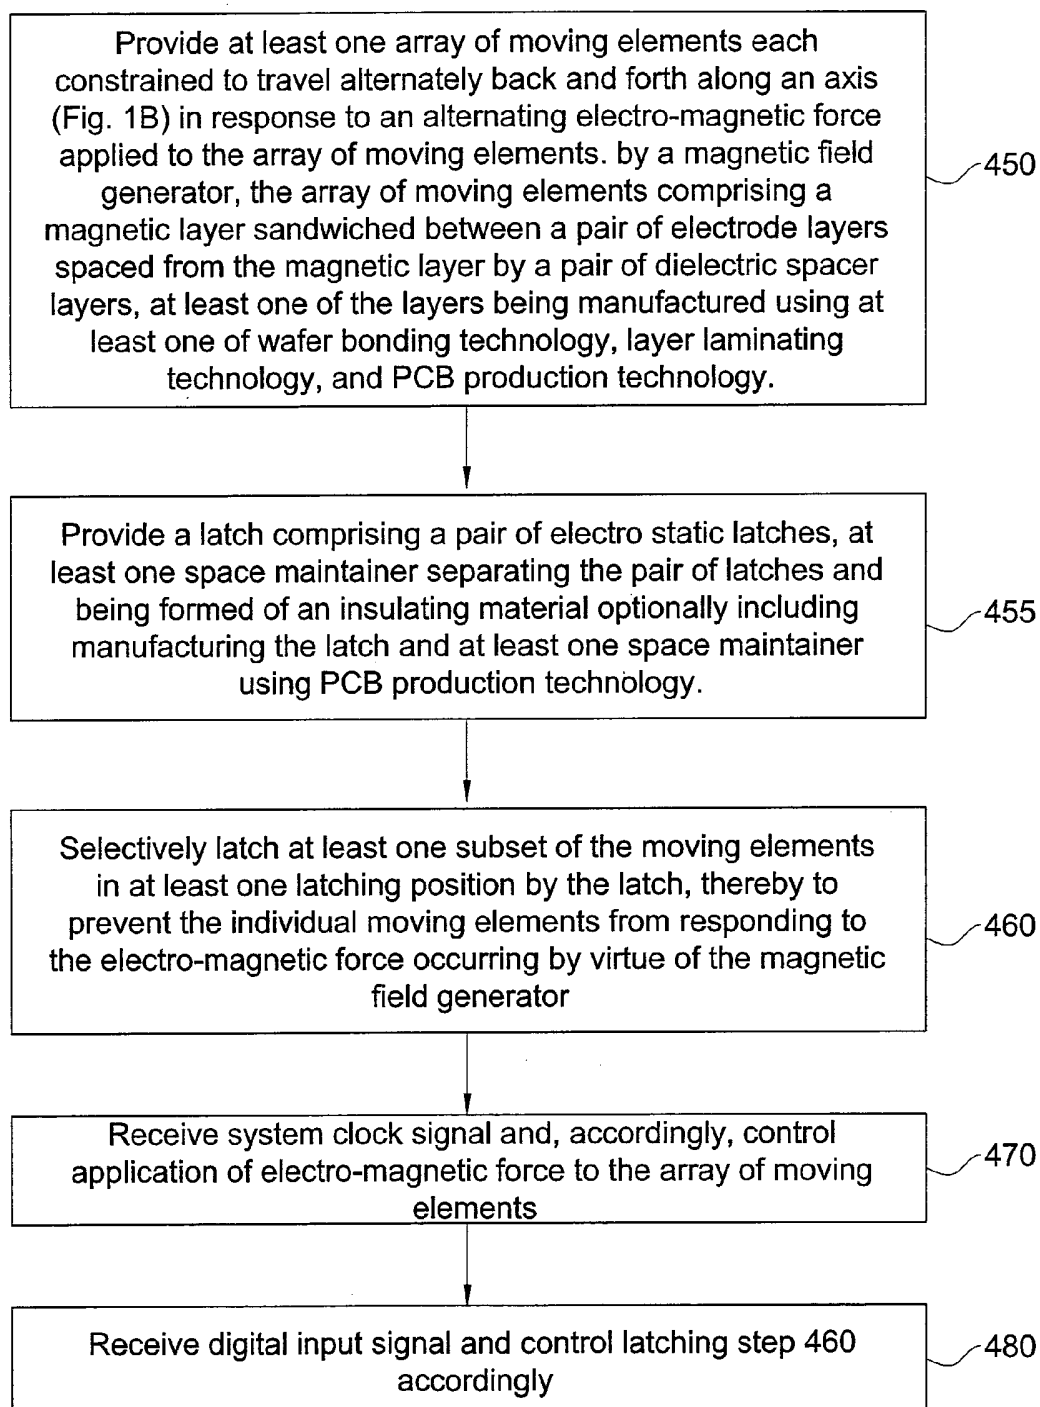 Provide at least one array of moving elements each
constrained to travel alternately back and forth along an axis
(Fig. 1B) in response to an alternating electro-magnetic force
applied to the array of moving elements. by a magnetic field
generator, the array of moving elements comprising a
magnetic layer sandwiched between a pair of electrode layers
spaced from the magnetic layer by a pair of dielectric spacer
layers, at least one of the layers being manufactured using at
least one of wafer bonding technology, layer laminating
technology, and PCB production technology.
450
Provide a latch comprising a pair of electro static latches, at
least one space maintainer separating the pair of latches and
being formed of an insulating material optionally including
manufacturing the latch and at least one space maintainer
using PCB production technology.
455
Selectively latch at least one subset of the moving elements
in at least one latching position by the latch, thereby to
prevent the individual moving elements from responding to
the electro-magnetic force occurring by virtue of the magnetic
field generator
460
Receive system clock signal and, accordingly, control
application of electro-magnetic force to the array of moving
elements
470
Receive digital input signal and control latching step 460
accordingly
480